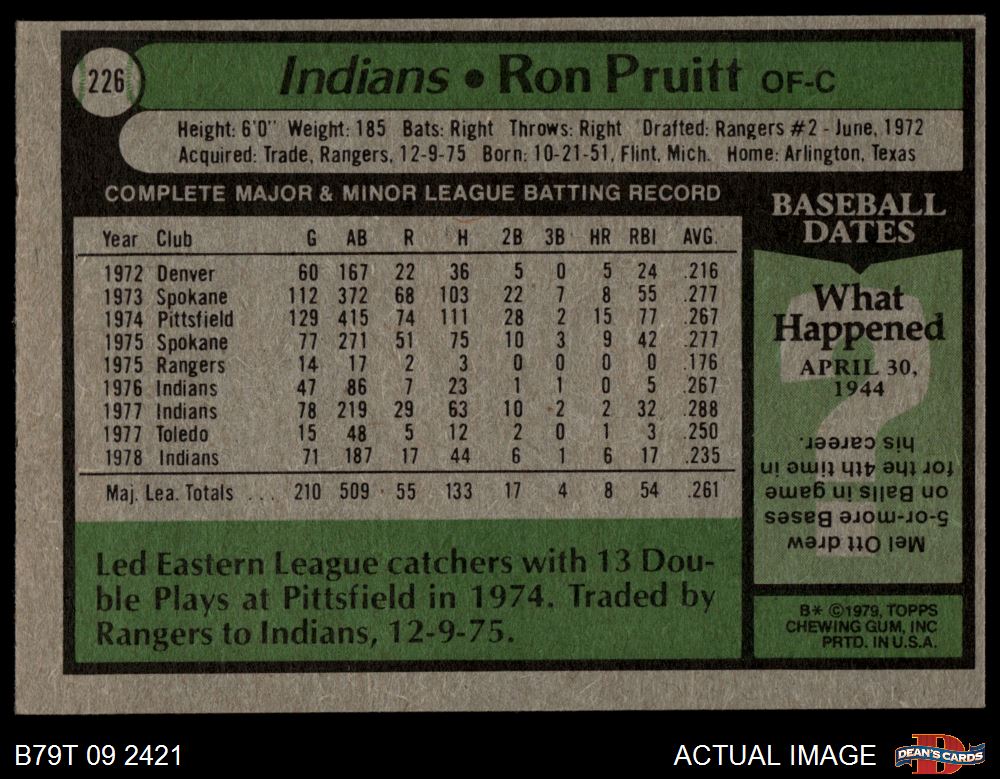 226
Indians • Ron Pruitt OF-C
Height: 6'0" Weight: 185 Bats: Right Throws: Right Drafted: Rangers #2 - June, 1972
Acquired: Trade, Rangers, 12-9-75 Born: 10-21-51, Flint, Mich. Home: Arlington, Texas
COMPLETE MAJOR & MINOR LEAGUE BATTING RECORD
Year Club G AB R H 2B 3B HR RBI AVG.
1972 Denver 60 167 22 36 5 0 5 24 .216
1973 Spokane 112 372 68 103 22 7 8 55 .277
1974 Pittsfield 129 415 74 111 28 2 15 77 .267
1975 Spokane 77 271 51 75 10 3 9 42 .277
1975 Rangers 14 17 2 3 0 0 0 0 .176
1976 Indians 47 86 7 23 1 1 0 5 .267
1977 Indians 78 219 29 63 10 2 2 32 .288
1977 Toledo 15 48 5 12 2 0 1 3 .250
1978 Indians 71 187 17 44 6 1 6 17 .235
Maj. Lea. Totals ... 210 509 55 133 17 4 8 54 .261
Led Eastern League catchers with 13 Dou-
ble Plays at Pittsfield in 1974. Traded by
Rangers to Indians, 12-9-75.
BASEBALL
DATES
What
Happened
APRIL 30,
1944
Mel Ott drew
5-or-more Bases
on Balls in game
for the 4th time in
his career.
B* ©1979, TOPPS
CHEWING GUM, INC
PRTD. IN U.S.A.
B79T 09 2421
ACTUAL IMAGE
DEAN'S CARDS